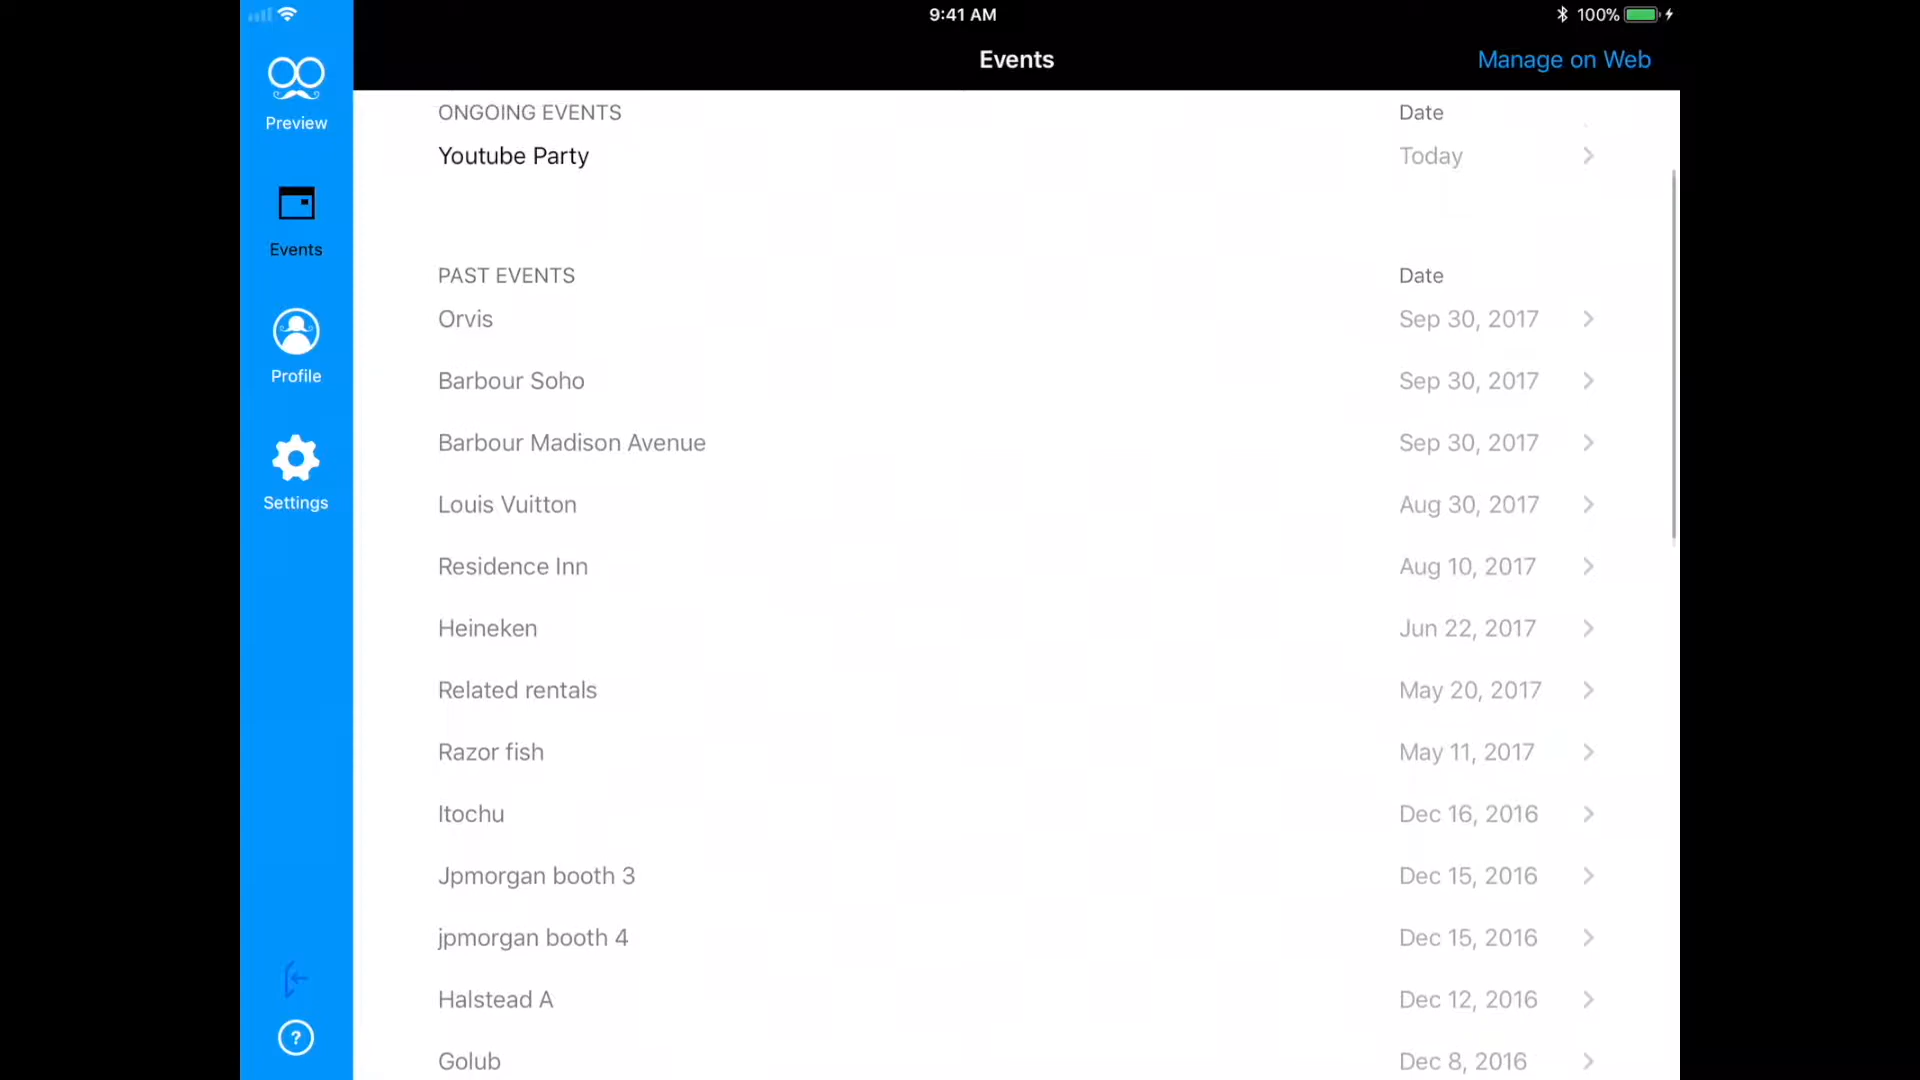 9:41 AM
100%
Events
Manage on Web
Preview
Events
Profile
Settings
?
ONGOING EVENTS Date
Youtube Party Today
PAST EVENTS Date
Orvis Sep 30, 2017
Barbour Soho Sep 30, 2017
Barbour Madison Avenue Sep 30, 2017
Louis Vuitton Aug 30, 2017
Residence Inn Aug 10, 2017
Heineken Jun 22, 2017
Related rentals May 20, 2017
Razor fish May 11, 2017
Itochu Dec 16, 2016
Jpmorgan booth 3 Dec 15, 2016
jpmorgan booth 4 Dec 15, 2016
Halstead A Dec 12, 2016
Golub Dec 8, 2016